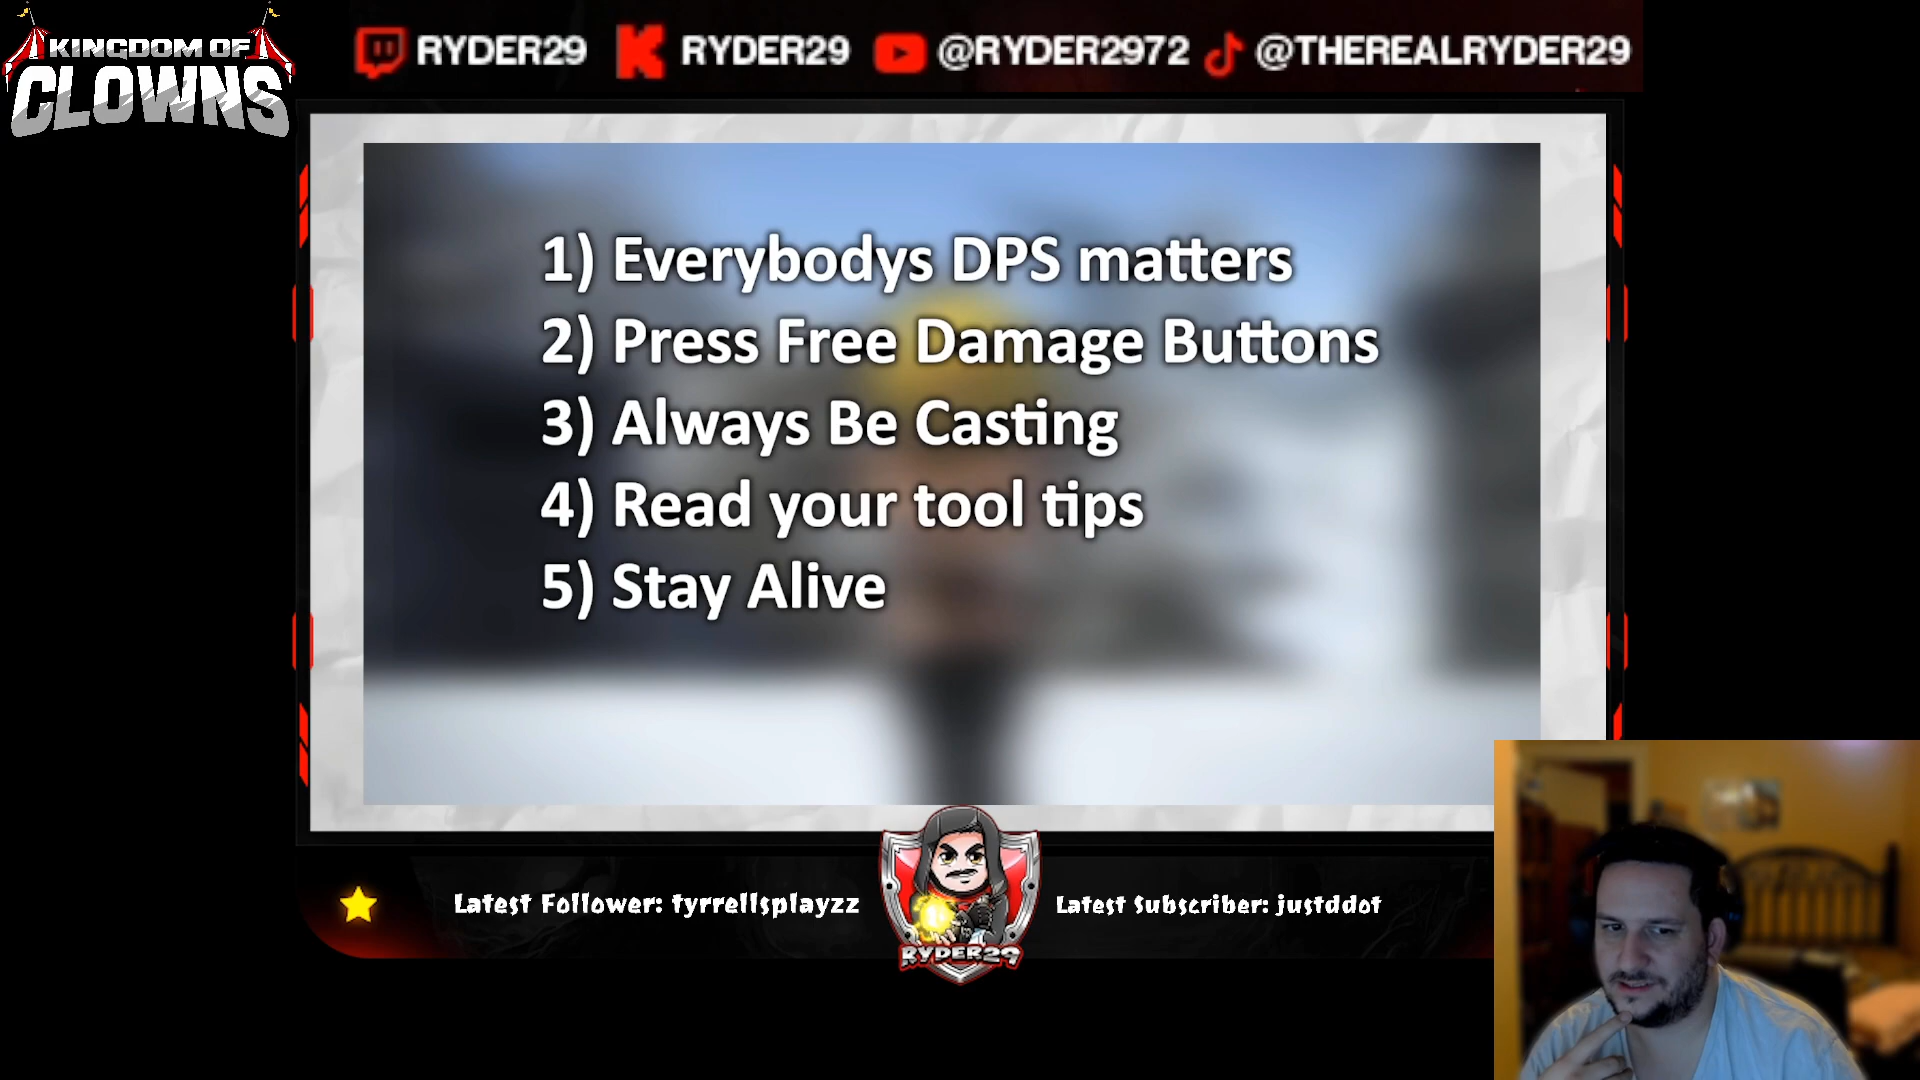 KINGDOM OF
CLOWNS
RYDER29
RYDER29
@RYDER2972
@THEREALRYDER29
1) Everybodys DPS matters
2) Press Free Damage Buttons
3) Always Be Casting
4) Read your tool tips
5) Stay Alive
Latest Follower: tyrrellsplayzz
Latest Subscriber: justddot
RYDER29